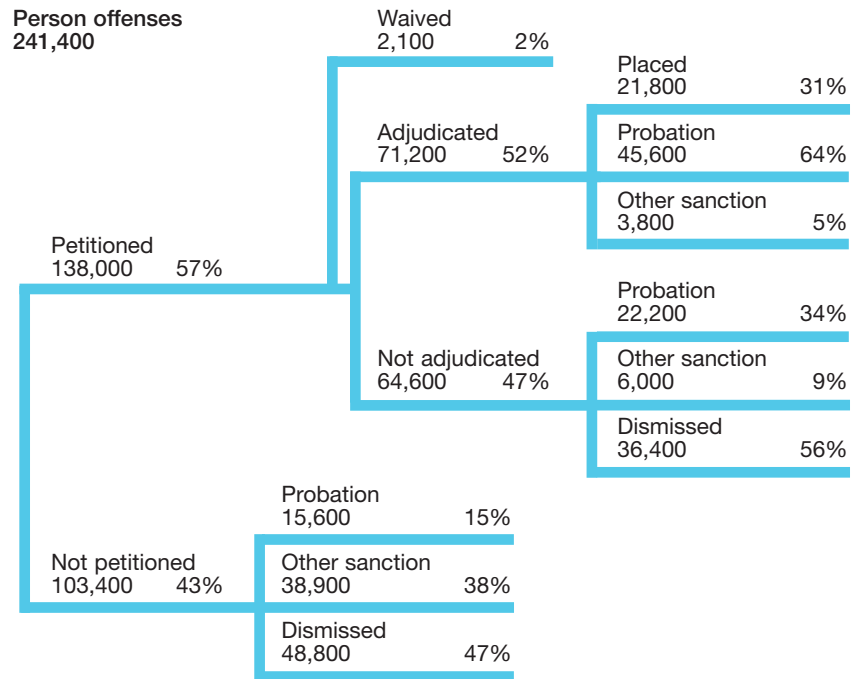 Person offenses
241,400
Waived
2,100 2%
Placed
21,800 31%
Adjudicated
71,200 52%
Probation
45,600 64%
Other sanction
3,800 5%
Petitioned
138,000 57%
Probation
22,200 34%
Not adjudicated
64,600 47%
Other sanction
6,000 9%
Dismissed
36,400 56%
Probation
15,600 15%
Not petitioned
103,400 43%
Other sanction
38,900 38%
Dismissed
48,800 47%